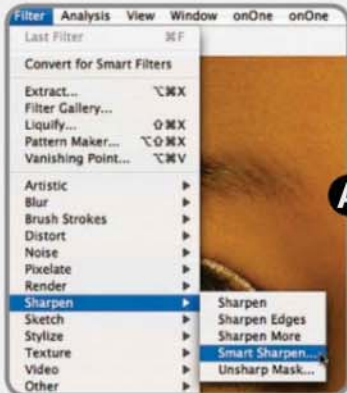 Filter Analysis View Window onOne onOne
Last Filter ⌘F
Convert for Smart Filters
Extract... ⌥⌘X
Filter Gallery...
Liquify... ⇧⌘X
Pattern Maker... ⌥⇧⌘X
Vanishing Point... ⌥⌘V
Artistic
Blur
Brush Strokes
Distort
Noise
Pixelate
Render
Sharpen
Sketch
Stylize
Texture
Video
Other
Sharpen
Sharpen Edges
Sharpen More
Smart Sharpen...
Unsharp Mask...
A